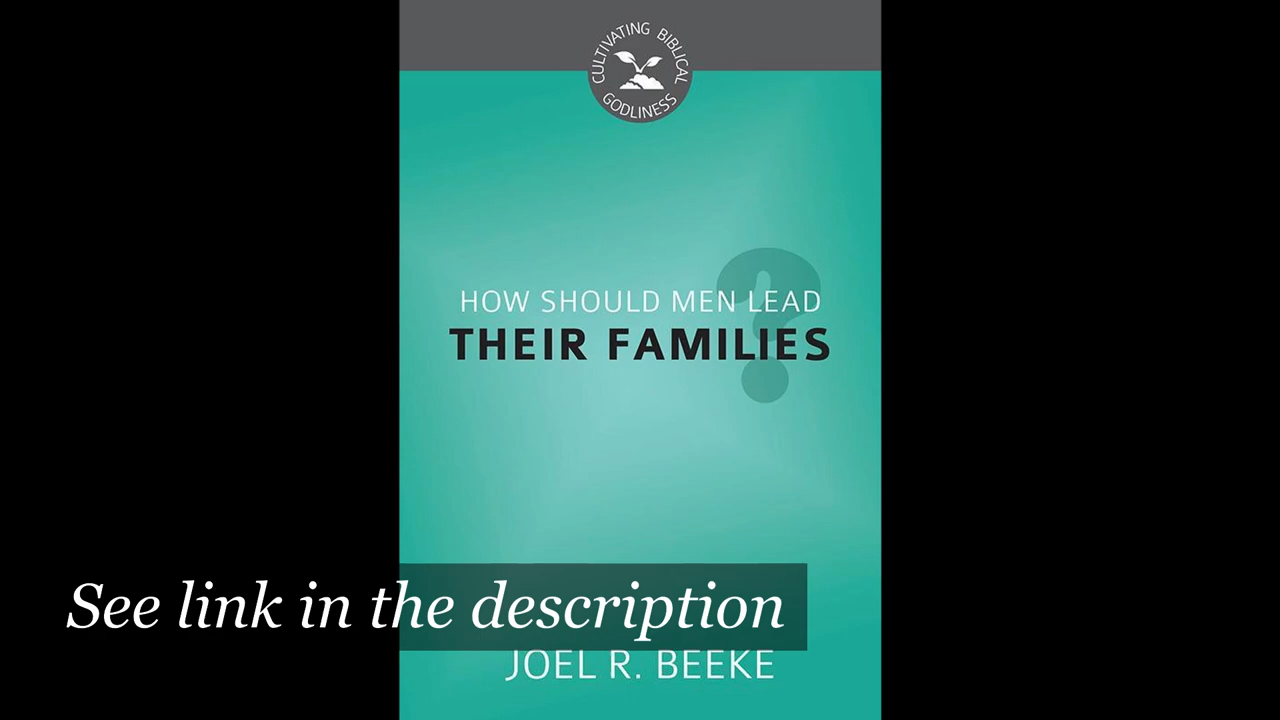 CULTIVATING BIBLICAL
GODLINESS
HOW SHOULD MEN LEAD
THEIR FAMILIES
?
See link in the description
JOEL R. BEEKE